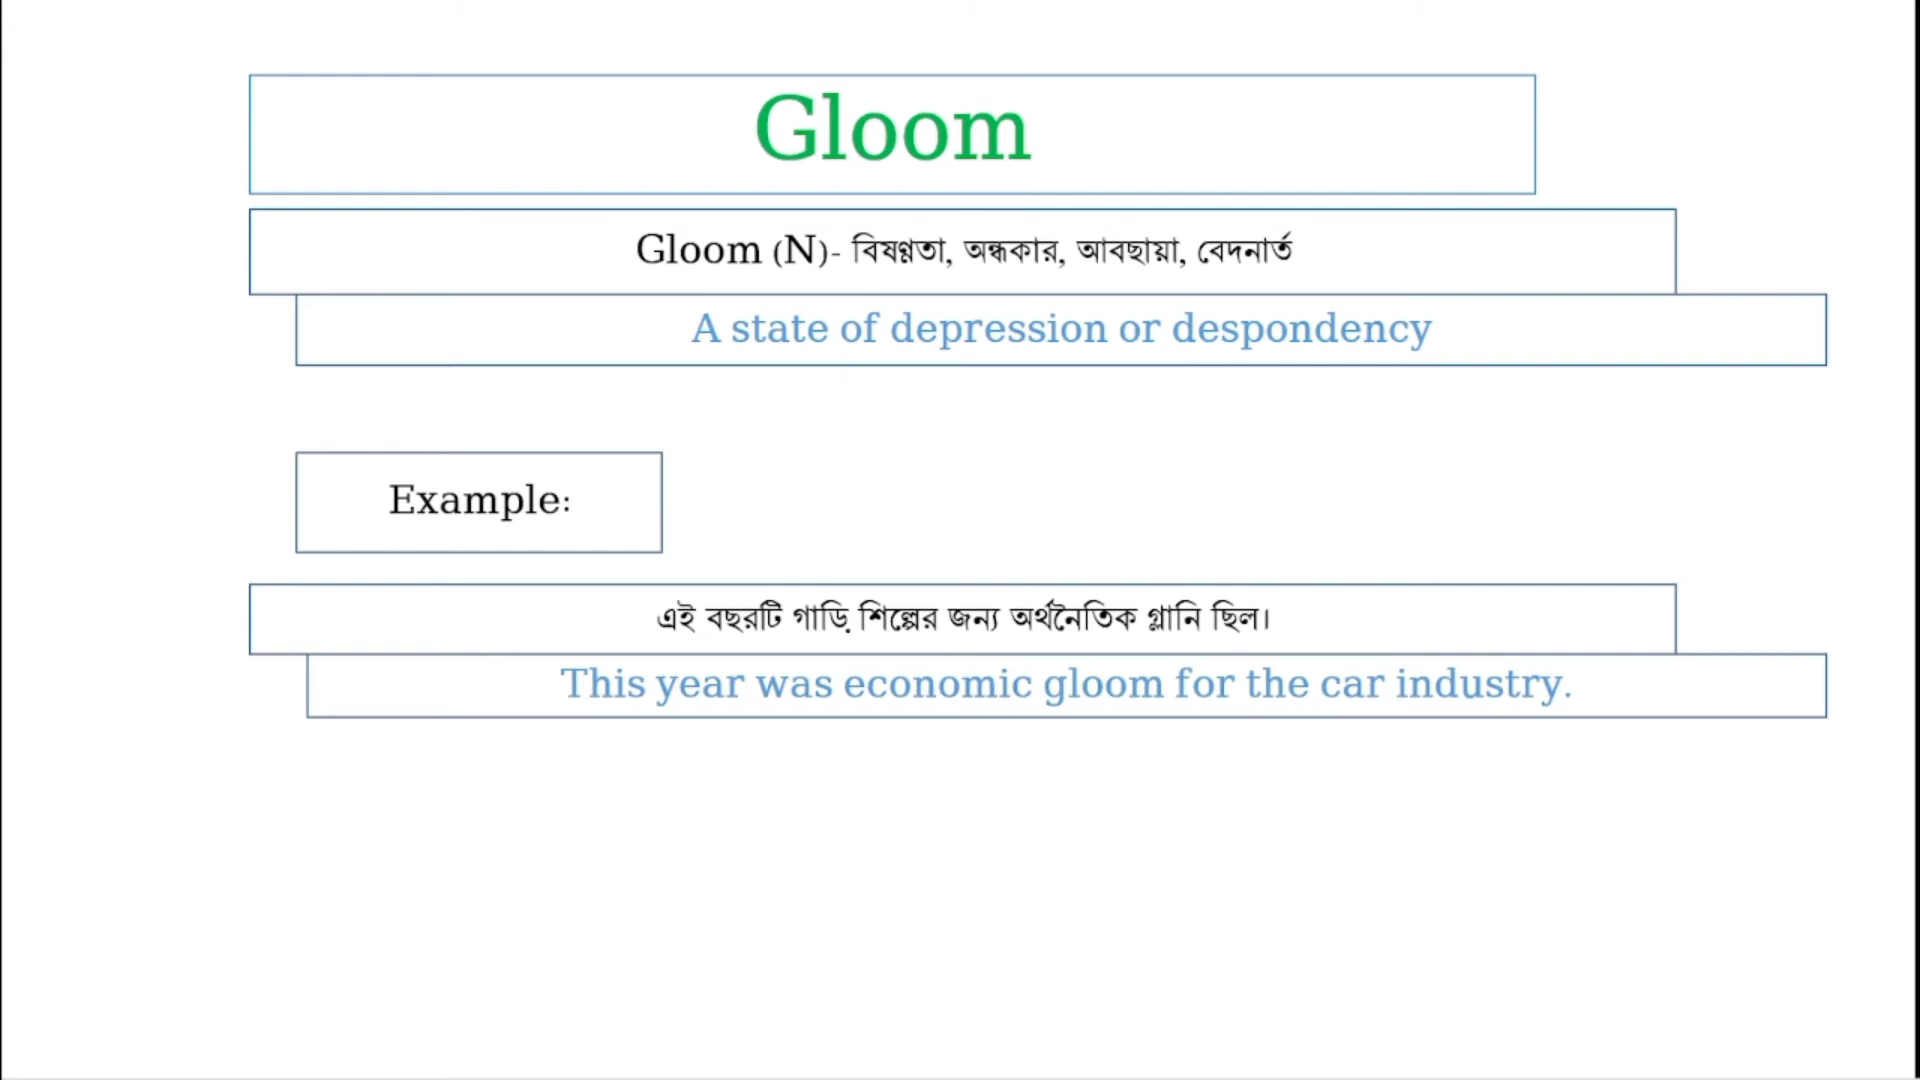 Gloom
Gloom (N)- বিষণ্ণতা, অন্ধকার, আবছায়া, বেদনার্ত
A state of depression or despondency
Example:
এই বছরটি গাড়ি শিল্পের জন্য অর্থনৈতিক গ্লানি ছিল।
This year was economic gloom for the car industry.